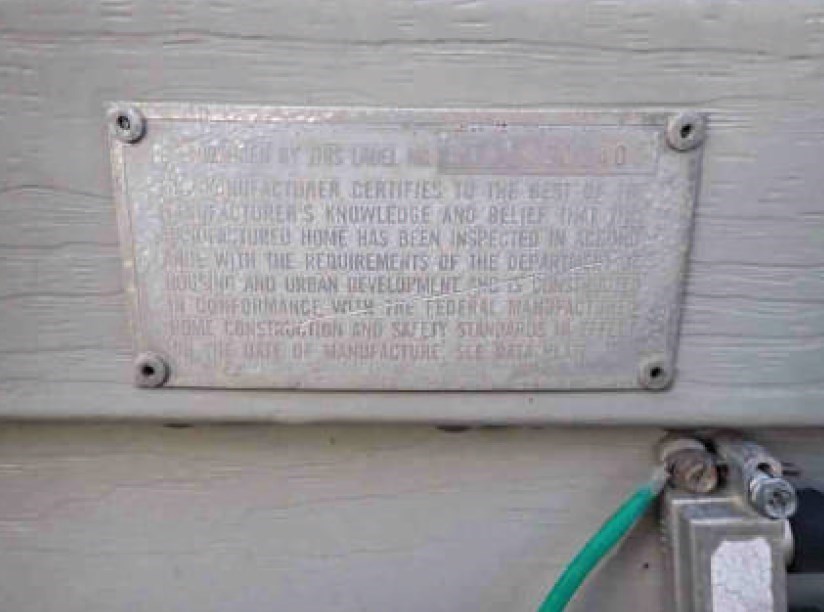 BY THIS LABEL NO
MANUFACTURER CERTIFIES TO THE BEST OF THE
MANUFACTURER'S KNOWLEDGE AND BELIEF THAT THIS
MANUFACTURED HOME HAS BEEN INSPECTED IN ACCORD
ANCE WITH THE REQUIREMENTS OF THE DEPARTMENT OF
HOUSING AND URBAN DEVELOPMENT AND IS CONSTRUCTED
IN CONFORMANCE WITH THE FEDERAL MANUFACTURED
HOME CONSTRUCTION AND SAFETY STANDARDS IN EFFECT
ON THE DATE OF MANUFACTURE. SEE DATA PLATE